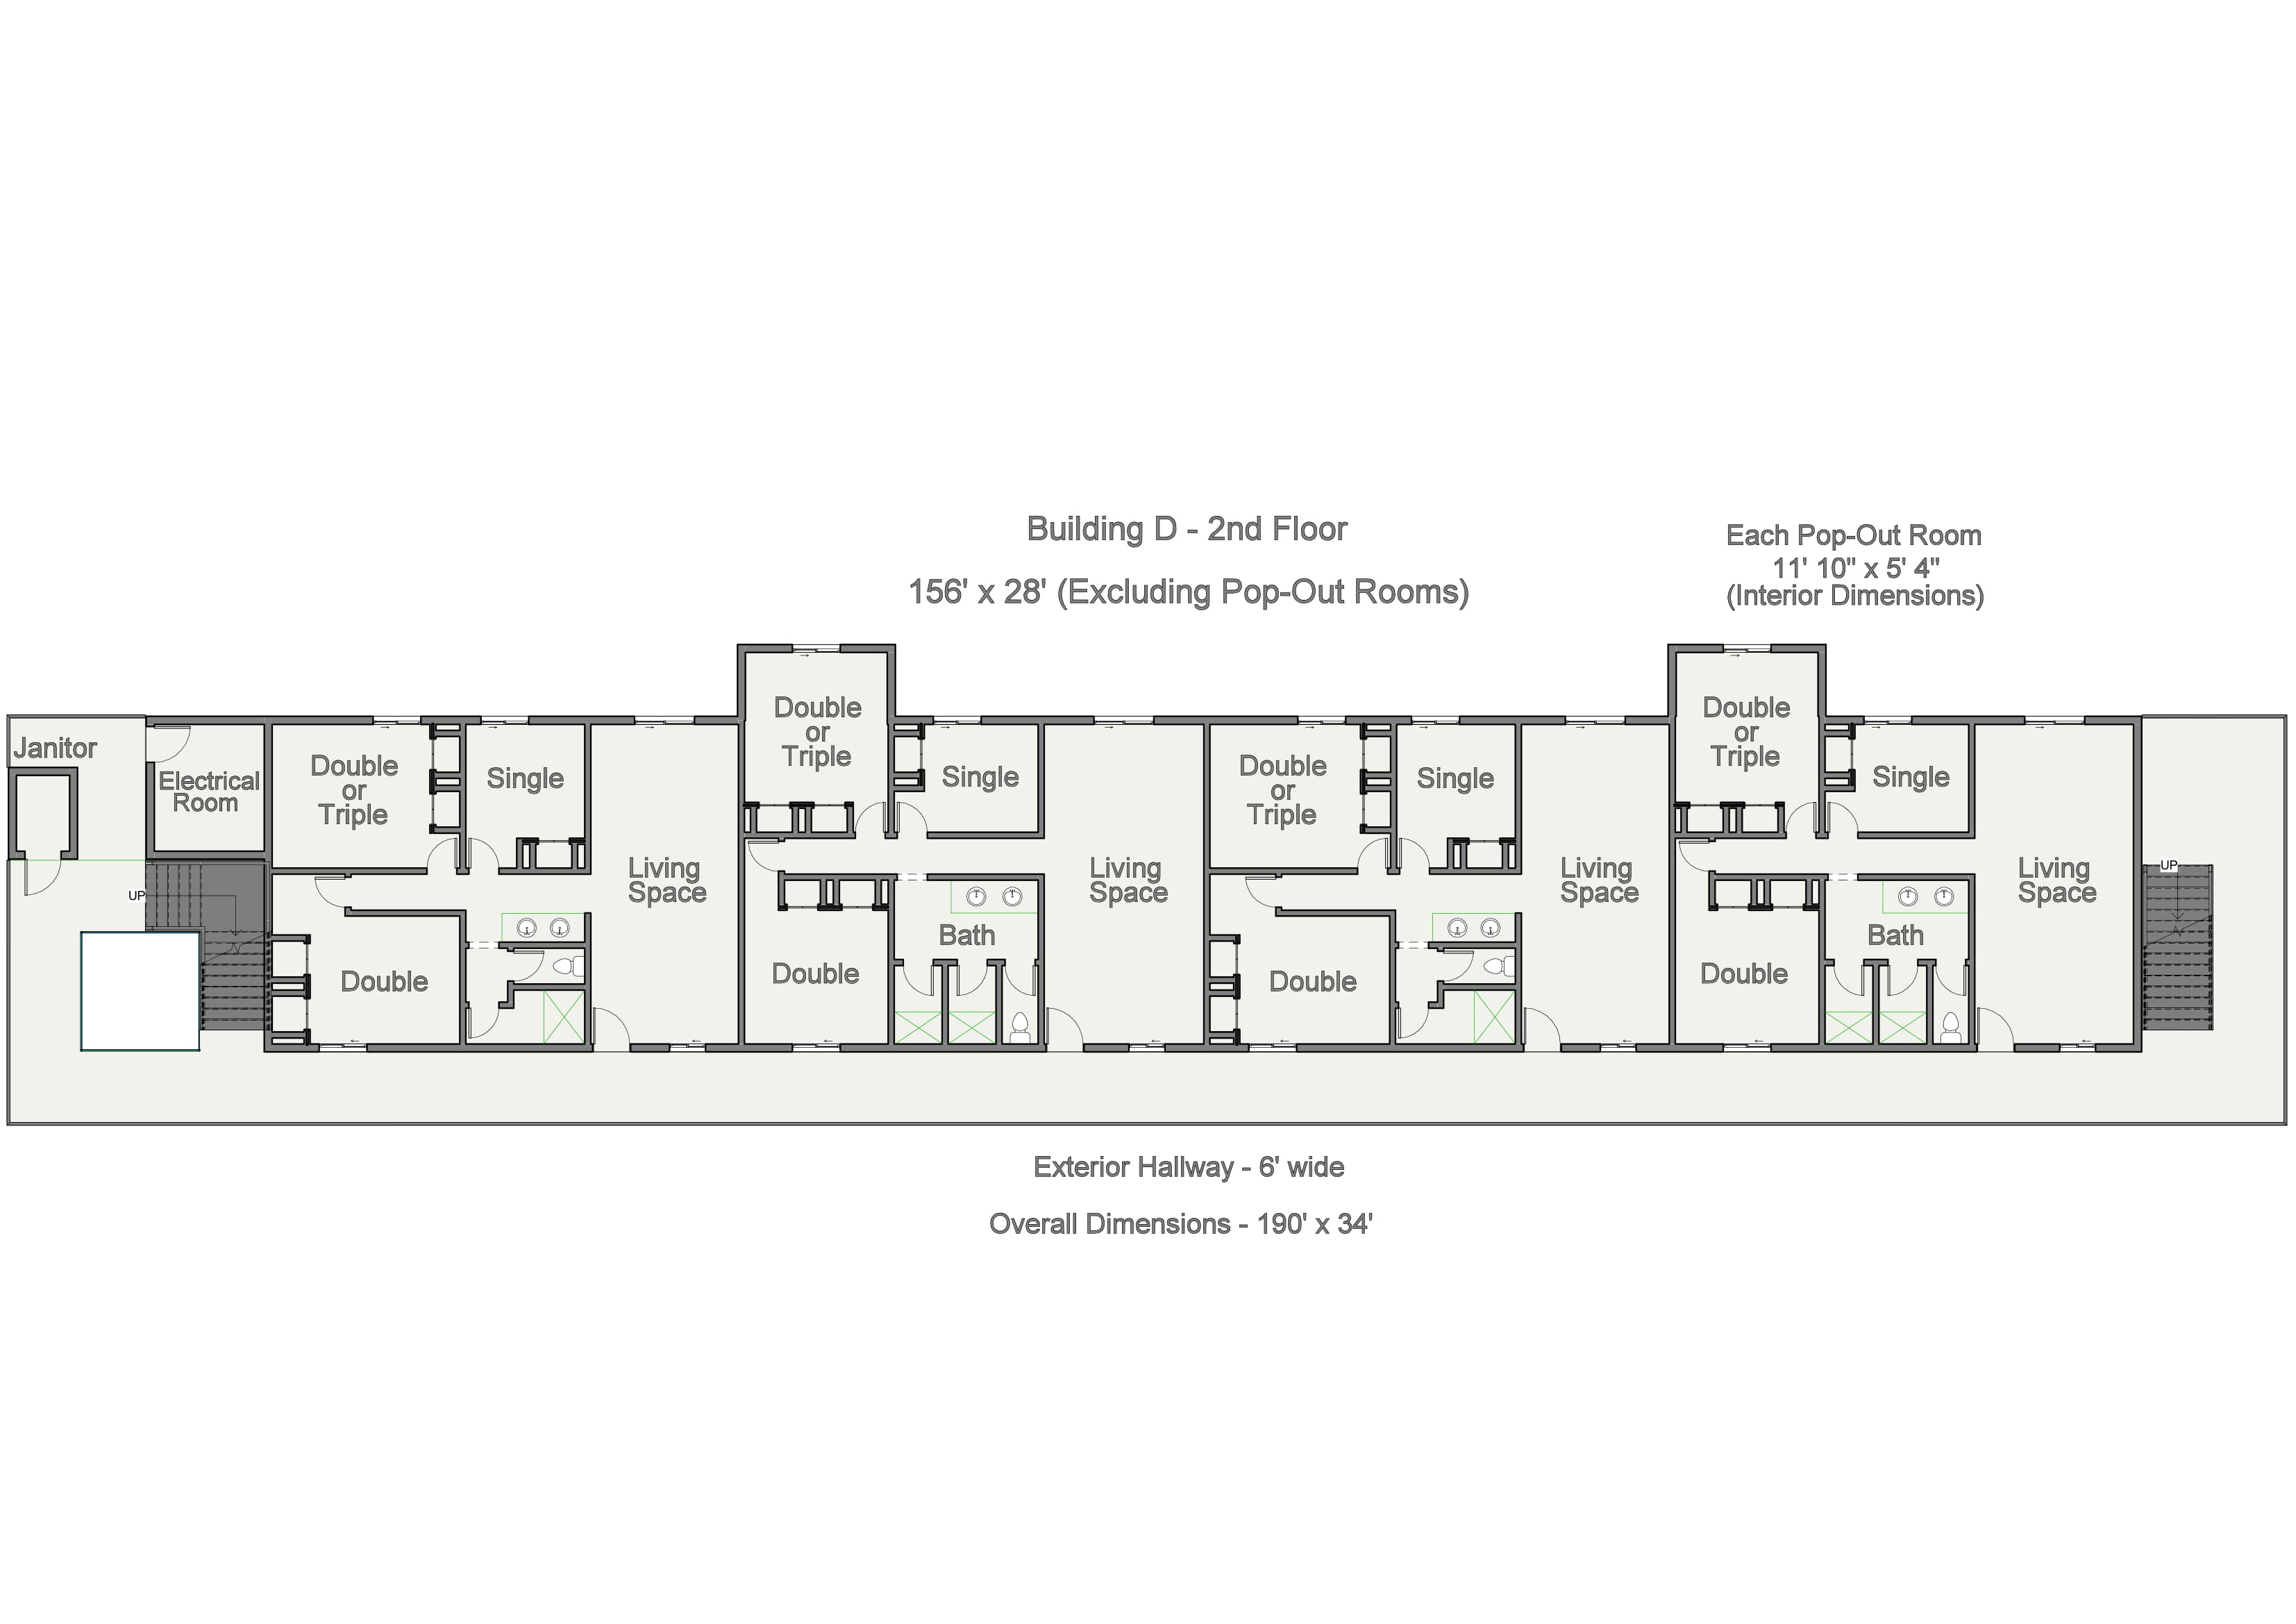 Building D - 2nd Floor
156' x 28' (Excluding Pop-Out Rooms)
Each Pop-Out Room
11' 10" x 5' 4"
(Interior Dimensions)
Janitor
Electrical
Room
UP
Double
or
Triple
Single
Double
Living
Space
Double
or
Triple
Single
Double
Bath
Living
Space
Double
or
Triple
Single
Double
Living
Space
Double
or
Triple
Single
Double
Bath
Living
Space
UP
Exterior Hallway - 6' wide
Overall Dimensions - 190' x 34'